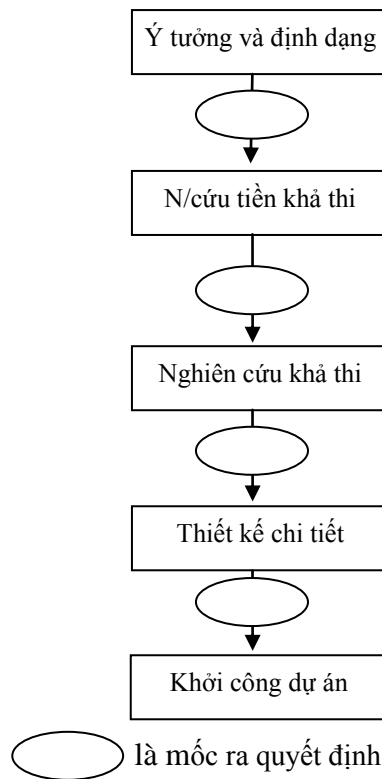 Ý tưởng và định dạng
N/cứu tiền khả thi
Nghiên cứu khả thi
Thiết kế chi tiết
Khởi công dự án
là mốc ra quyết định